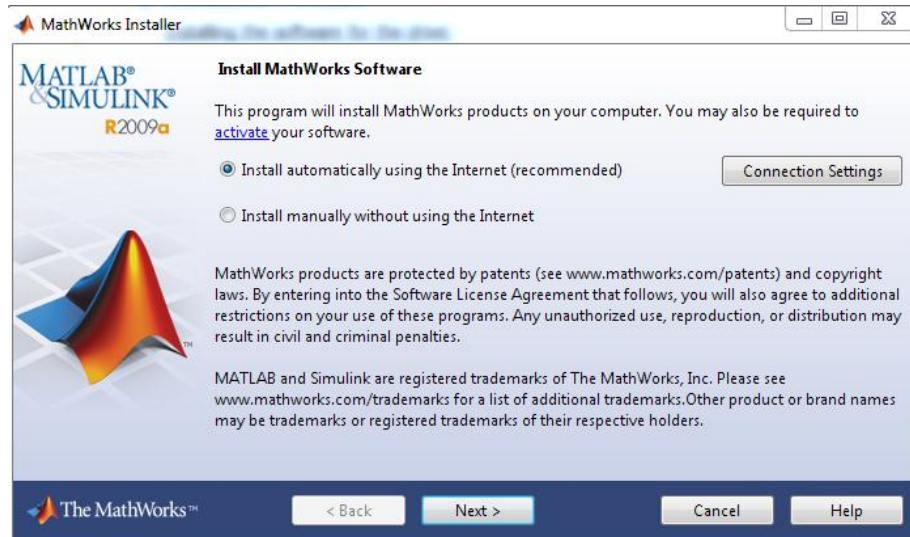 MathWorks Installer
MATLAB®
&SIMULINK®
R2009a
Install MathWorks Software
This program will install MathWorks products on your computer. You may also be required to
activate your software.
Install automatically using the Internet (recommended)
Connection Settings
Install manually without using the Internet
MathWorks products are protected by patents (see www.mathworks.com/patents) and copyright
laws. By entering into the Software License Agreement that follows, you will also agree to additional
restrictions on your use of these programs. Any unauthorized use, reproduction, or distribution may
result in civil and criminal penalties.
TM
MATLAB and Simulink are registered trademarks of The MathWorks, Inc. Please see
www.mathworks.com/trademarks for a list of additional trademarks.Other product or brand names
may be trademarks or registered trademarks of their respective holders.
The MathWorks™
< Back
Next >
Cancel
Help